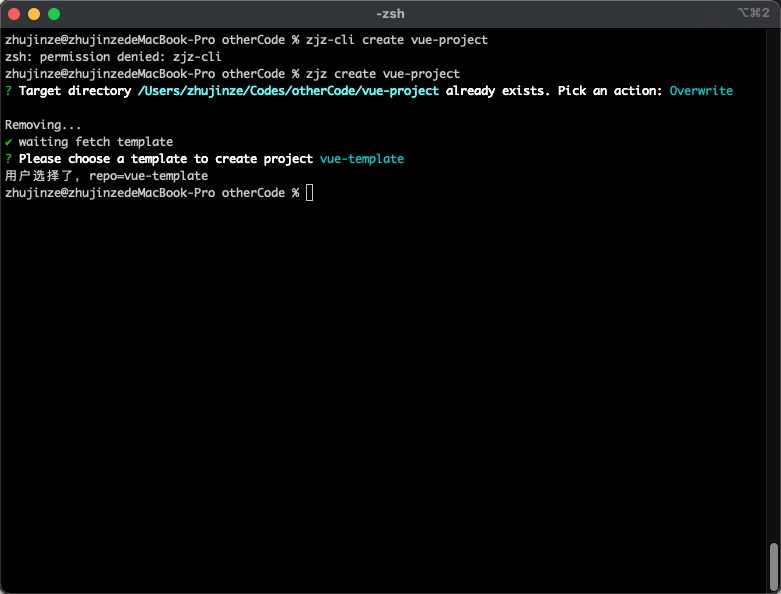 -zsh
⌥⌘2
zhujinze@zhujinzedeMacBook-Pro otherCode % zjz-cli create vue-project
zsh: permission denied: zjz-cli
zhujinze@zhujinzedeMacBook-Pro otherCode % zjz create vue-project
? Target directory /Users/zhujinze/Codes/otherCode/vue-project already exists. Pick an action: Overwrite
Removing...
✔ waiting fetch template
? Please choose a template to create project vue-template
用户选择了, repo=vue-template
zhujinze@zhujinzedeMacBook-Pro otherCode %